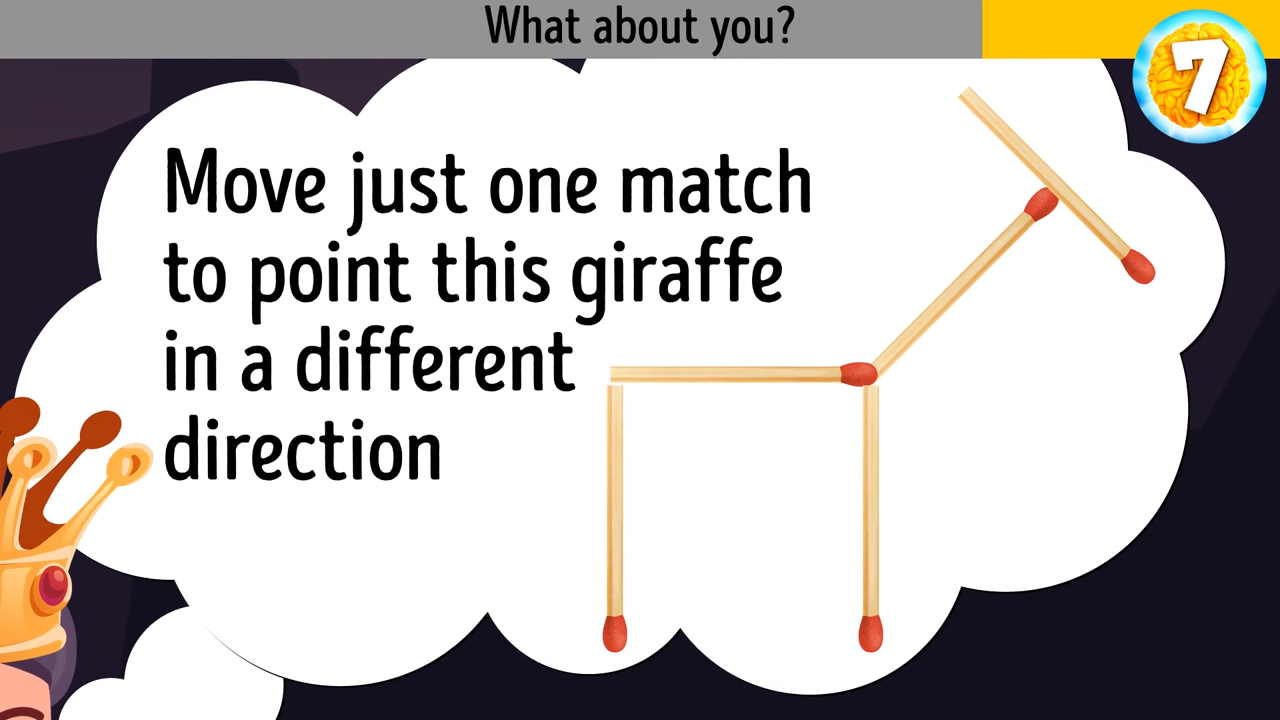 What about you?
7
Move just one match
to point this giraffe
in a different
direction